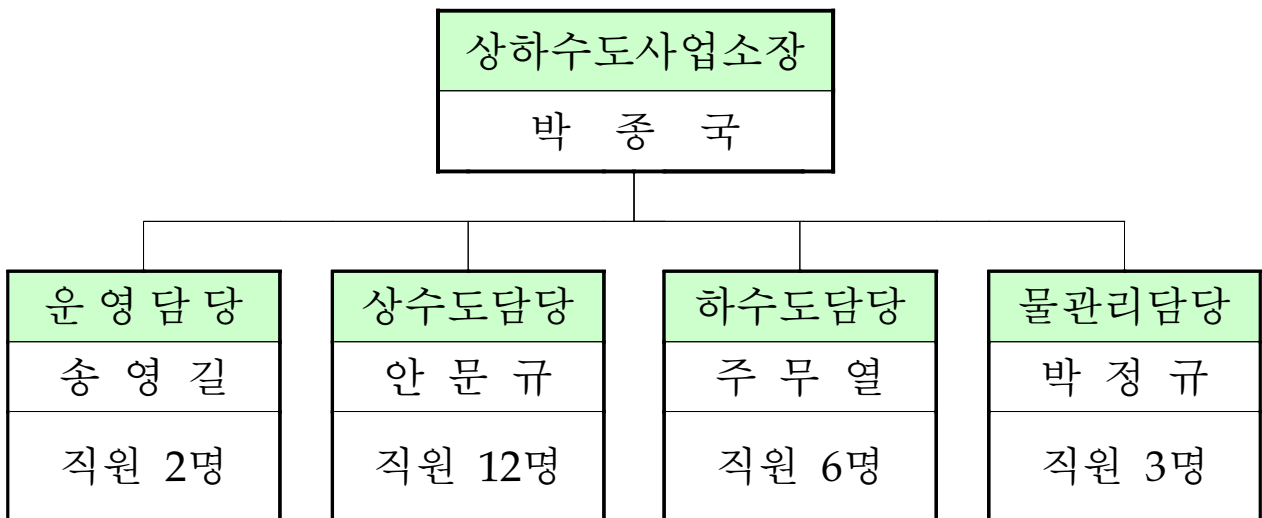 상하수도사업소장
박 종 국
운 영 담 당
송 영 길
직원 2명
상수도담당
안 문 규
직원 12명
하수도담당
주 무 열
직원 6명
물관리담당
박 정 규
직원 3명